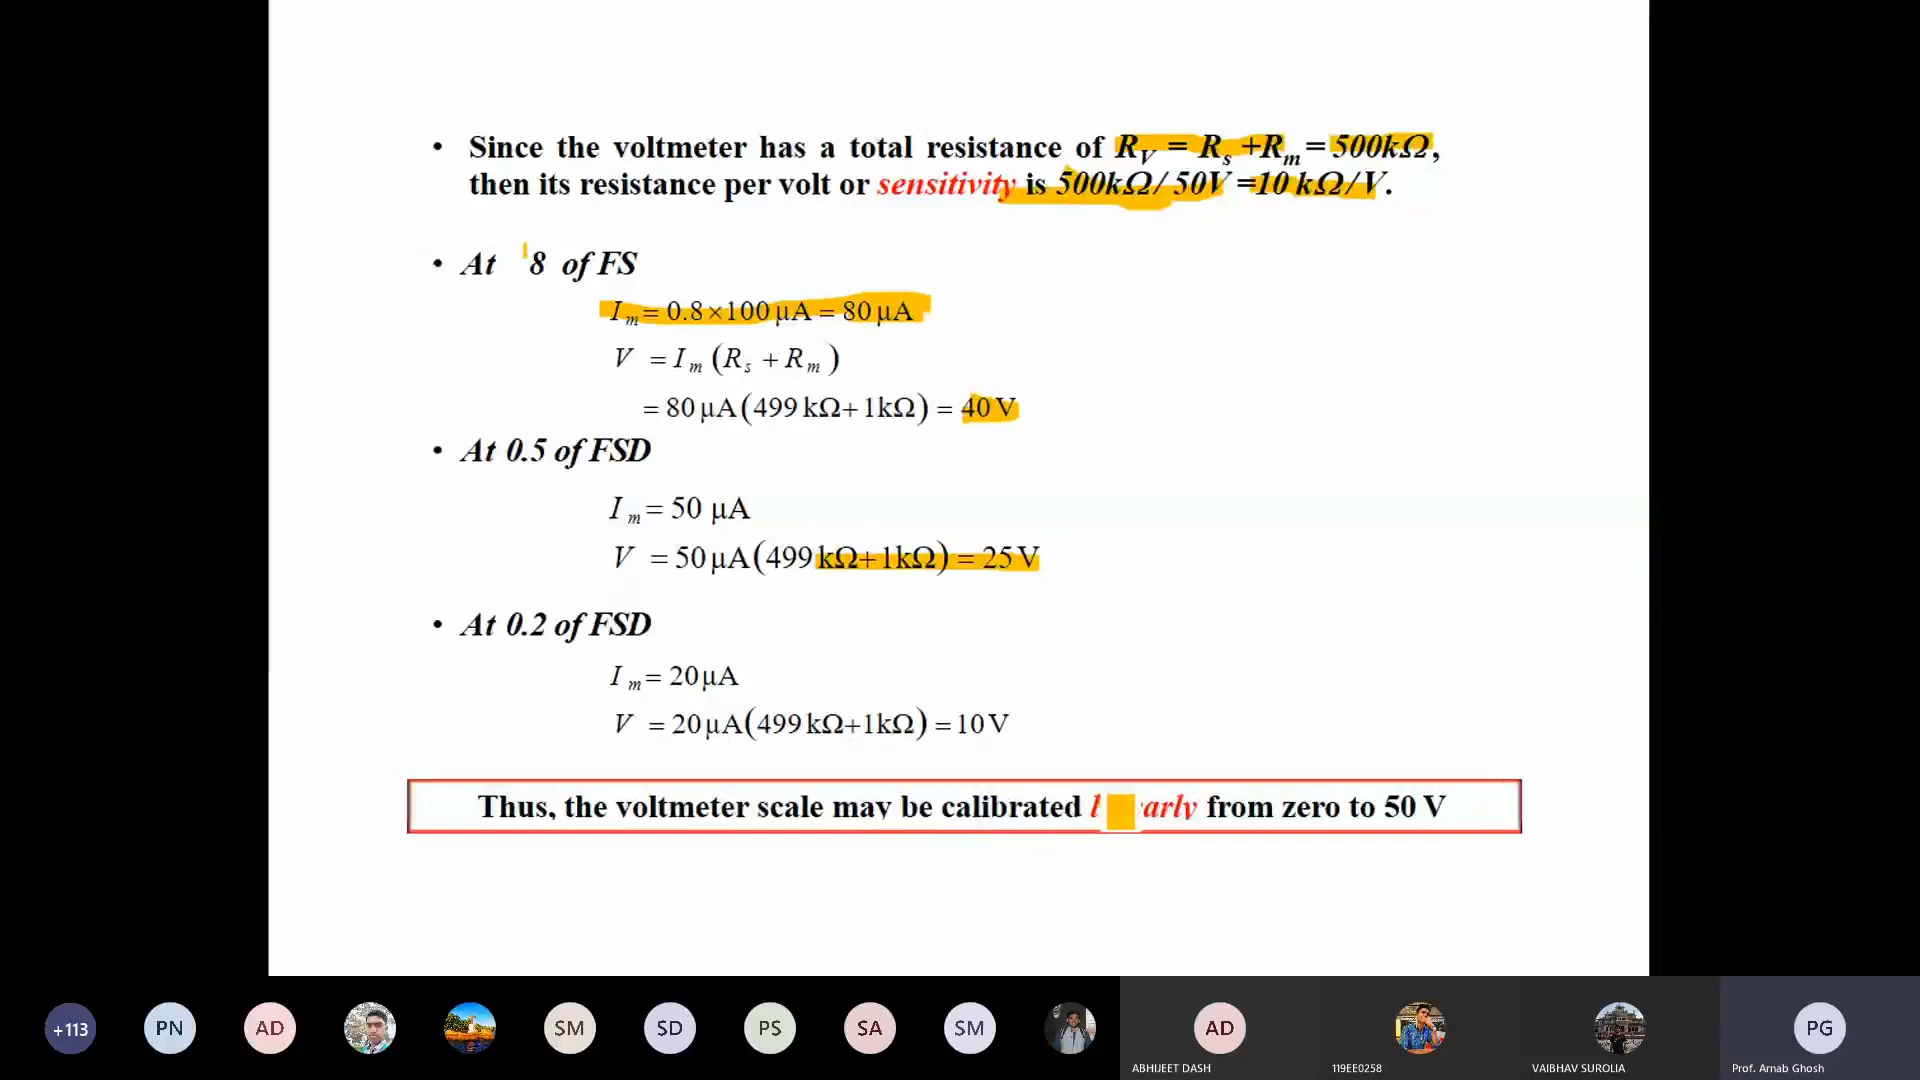 • Since the voltmeter has a total resistance of R_V = R_s +R_m = 500kΩ,
then its resistance per volt or sensitivity is 500kΩ/ 50V =10 kΩ/V.
• At 8 of FS
I_m = 0.8×100 µA = 80 µA
V = I_m (R_s + R_m)
= 80 µA(499 kΩ+1kΩ) = 40 V
• At 0.5 of FSD
I_m = 50 µA
V = 50 µA(499 kΩ+1kΩ) = 25 V
• At 0.2 of FSD
I_m = 20µA
V = 20 µA(499 kΩ+1kΩ) =10 V
Thus, the voltmeter scale may be calibrated l arly from zero to 50 V
+113 PN AD SM SD PS SA SM AD PG
ABHIJEET DASH 119EE0258 VAIBHAV SUROLIA Prof. Arnab Ghosh